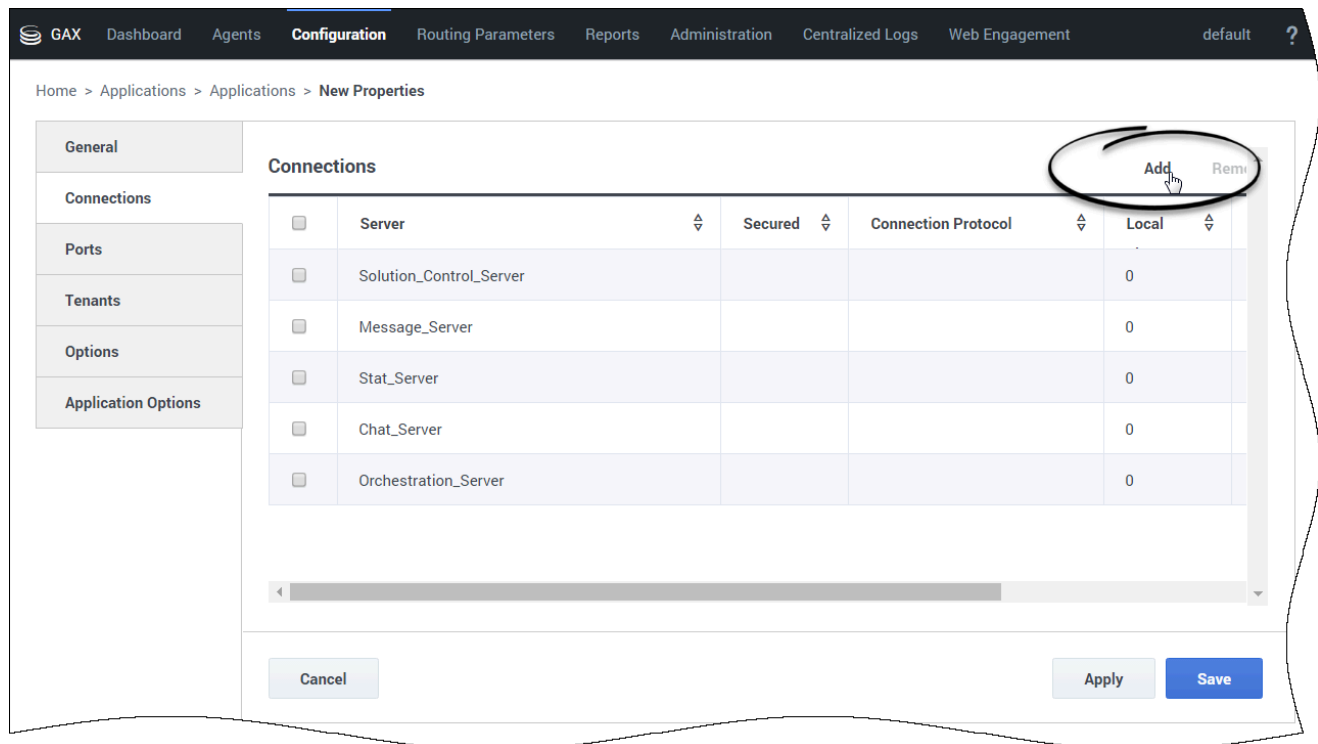 GAX Dashboard Agents Configuration Routing Parameters Reports Administration Centralized Logs Web Engagement default ?
Home > Applications > Applications > New Properties
General
Connections
Ports
Tenants
Options
Application Options
Connections Add Remo
Server Secured Connection Protocol Local
Solution_Control_Server 0
Message_Server 0
Stat_Server 0
Chat_Server 0
Orchestration_Server 0
Cancel Apply Save